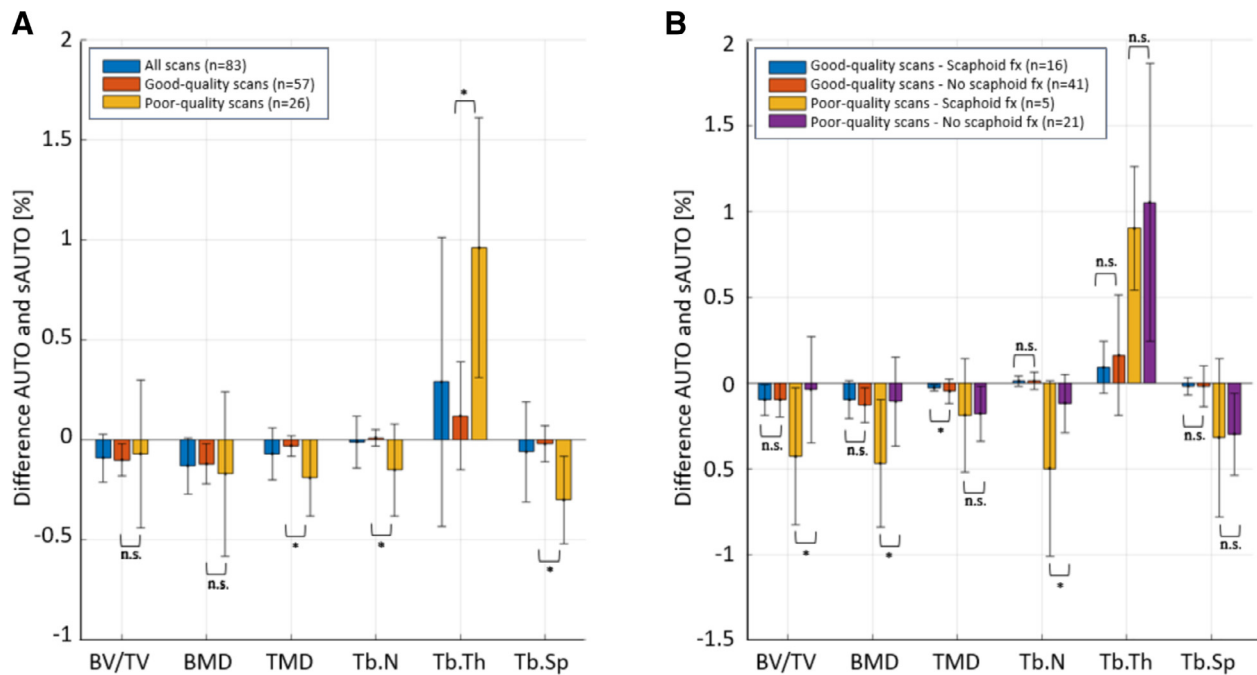 A
Difference AUTO and sAUTO [%]
2
1.5
1
0.5
0
-0.5
-1
All scans (n=83)
Good-quality scans (n=57)
Poor-quality scans (n=26)
*
n.s.
n.s.
*
*
*
BV/TV BMD TMD Tb.N Tb.Th Tb.Sp
B
Difference AUTO and sAUTO [%]
2
1.5
1
0.5
0
0.5
-1
-1.5
Good-quality scans - Scaphoid fx (n=16)
Good-quality scans - No scaphoid fx (n=41)
Poor-quality scans - Scaphoid fx (n=5)
Poor-quality scans - No scaphoid fx (n=21)
n.s.
n.s.
n.s.
n.s.
n.s.
*
n.s.
n.s.
n.s.
*
*
*
BV/TV BMD TMD Tb.N Tb.Th Tb.Sp